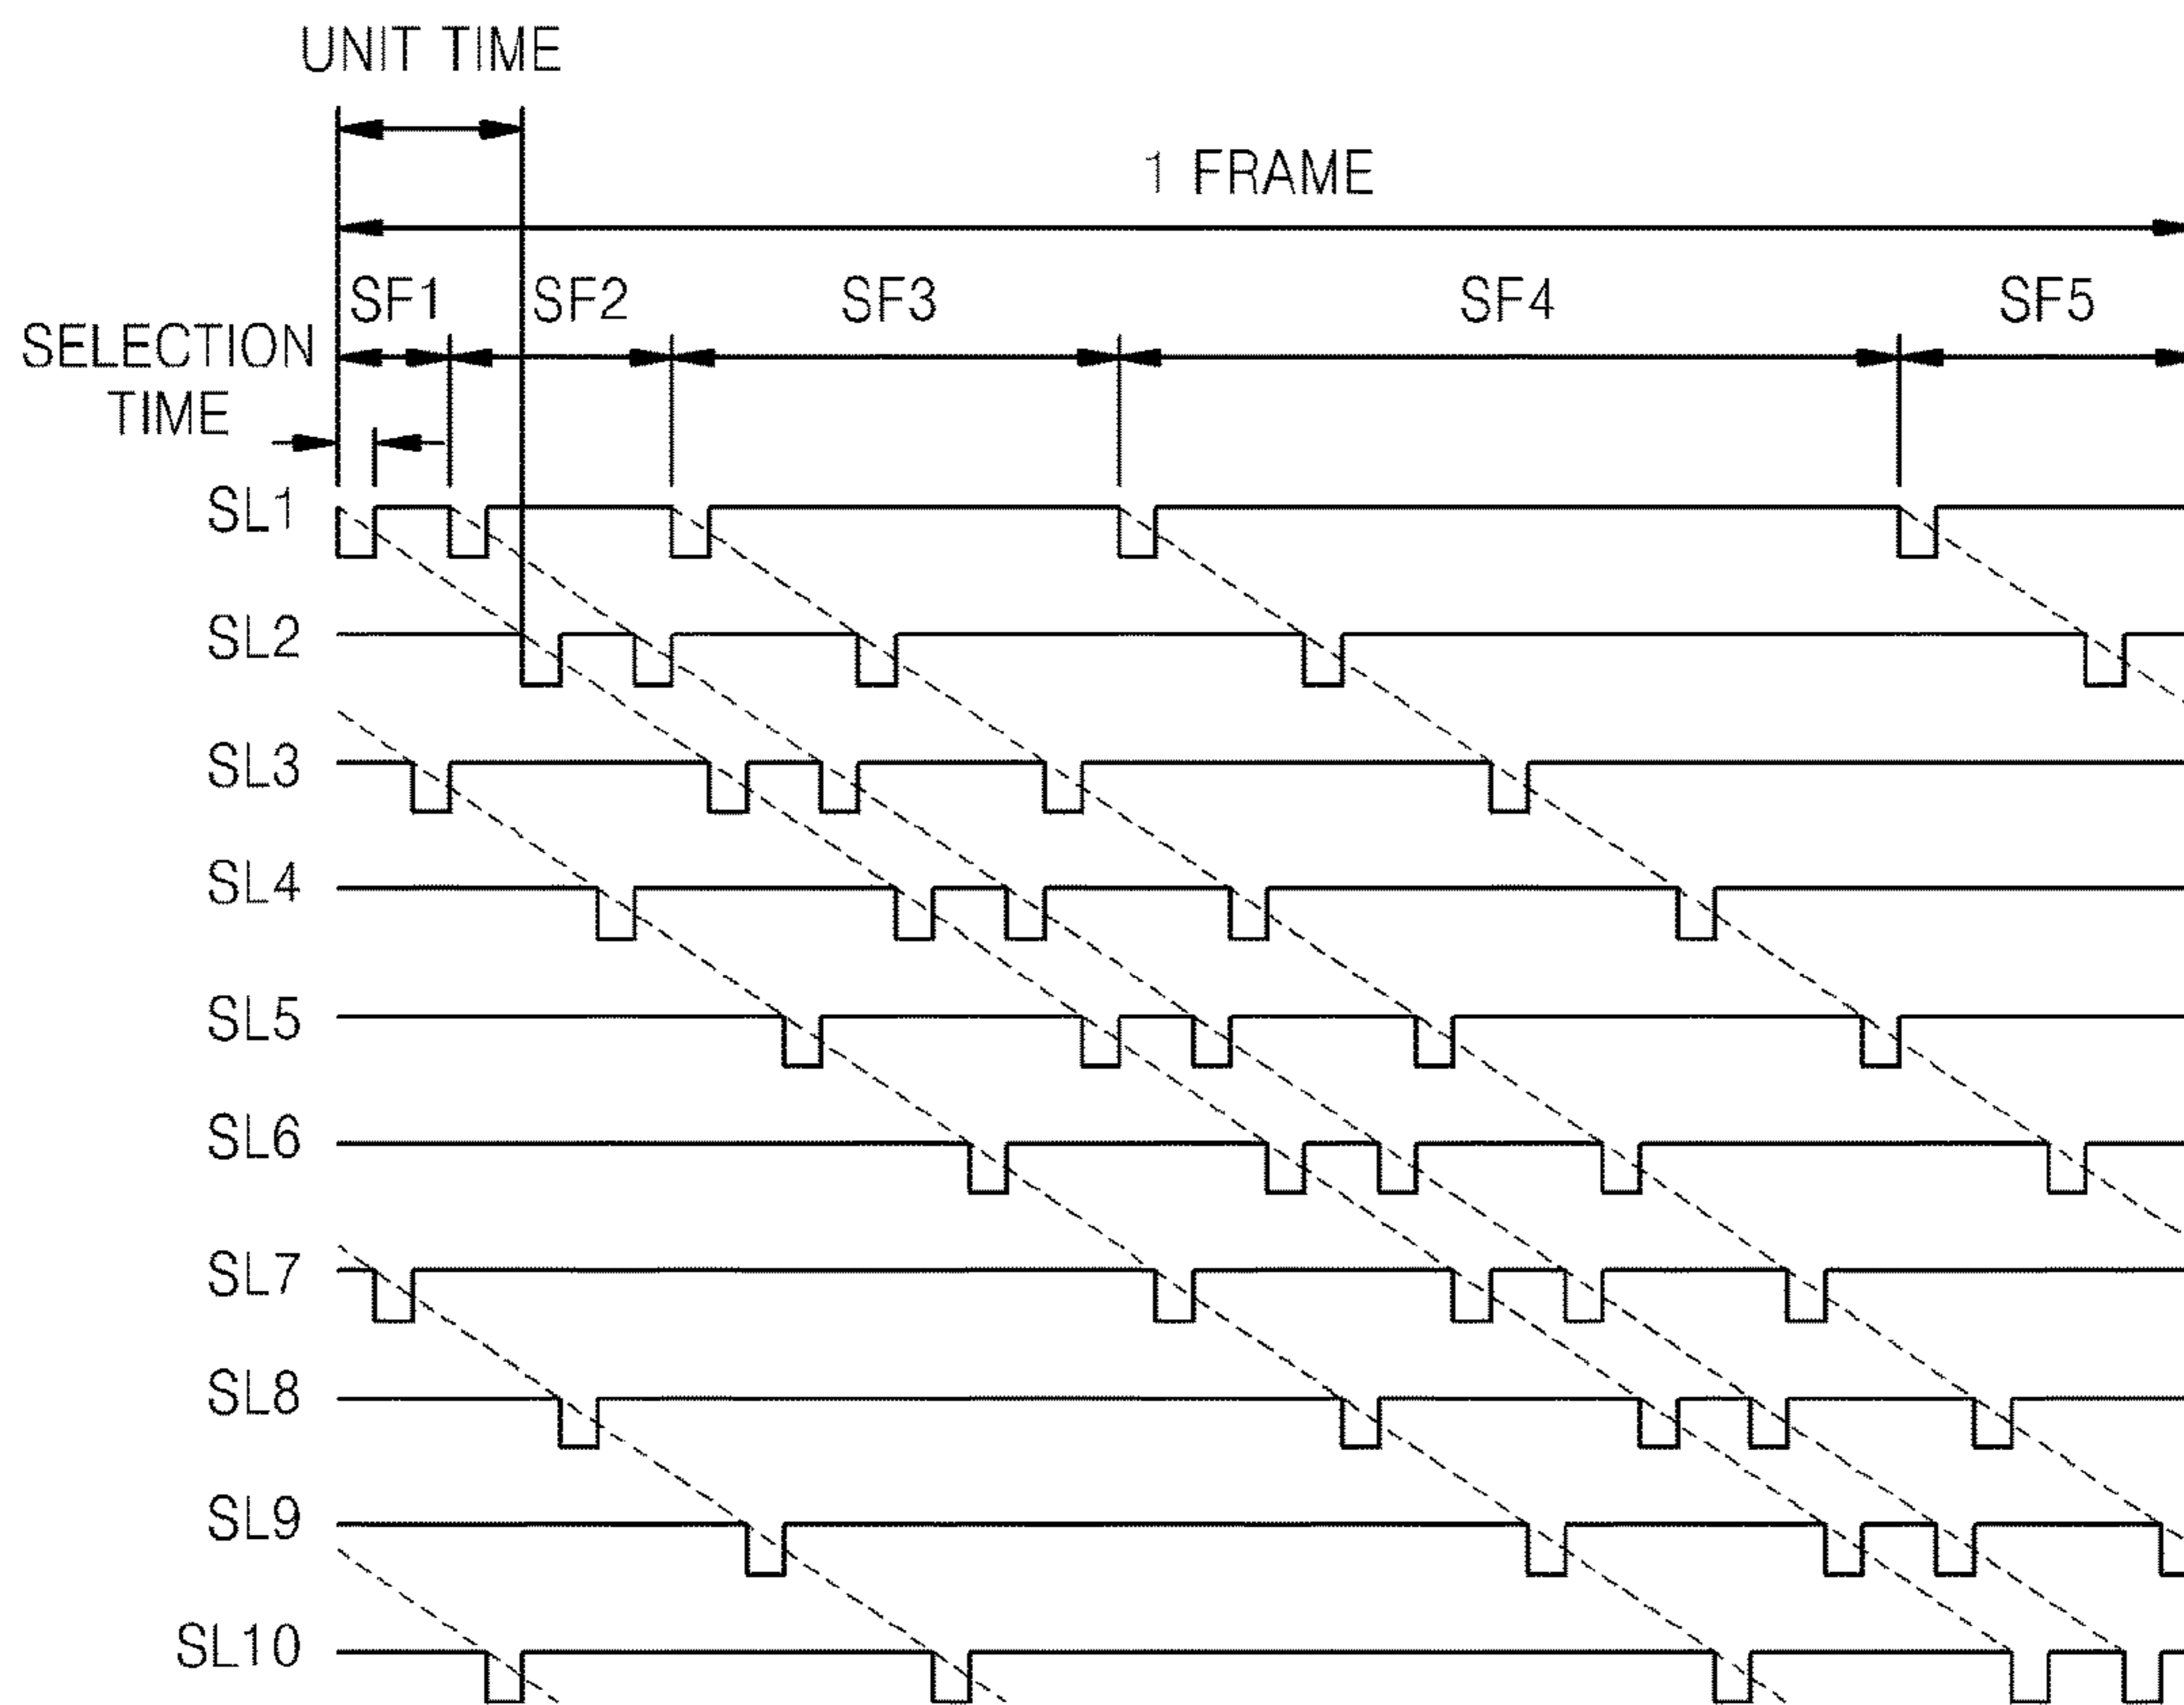 UNIT TIME
1 FRAME
SF1 SF2 SF3 SF4 SF5
SELECTION
TIME
SL1
SL2
SL3
SL4
SL5
SL6
SL7
SL8
SL9
SL10